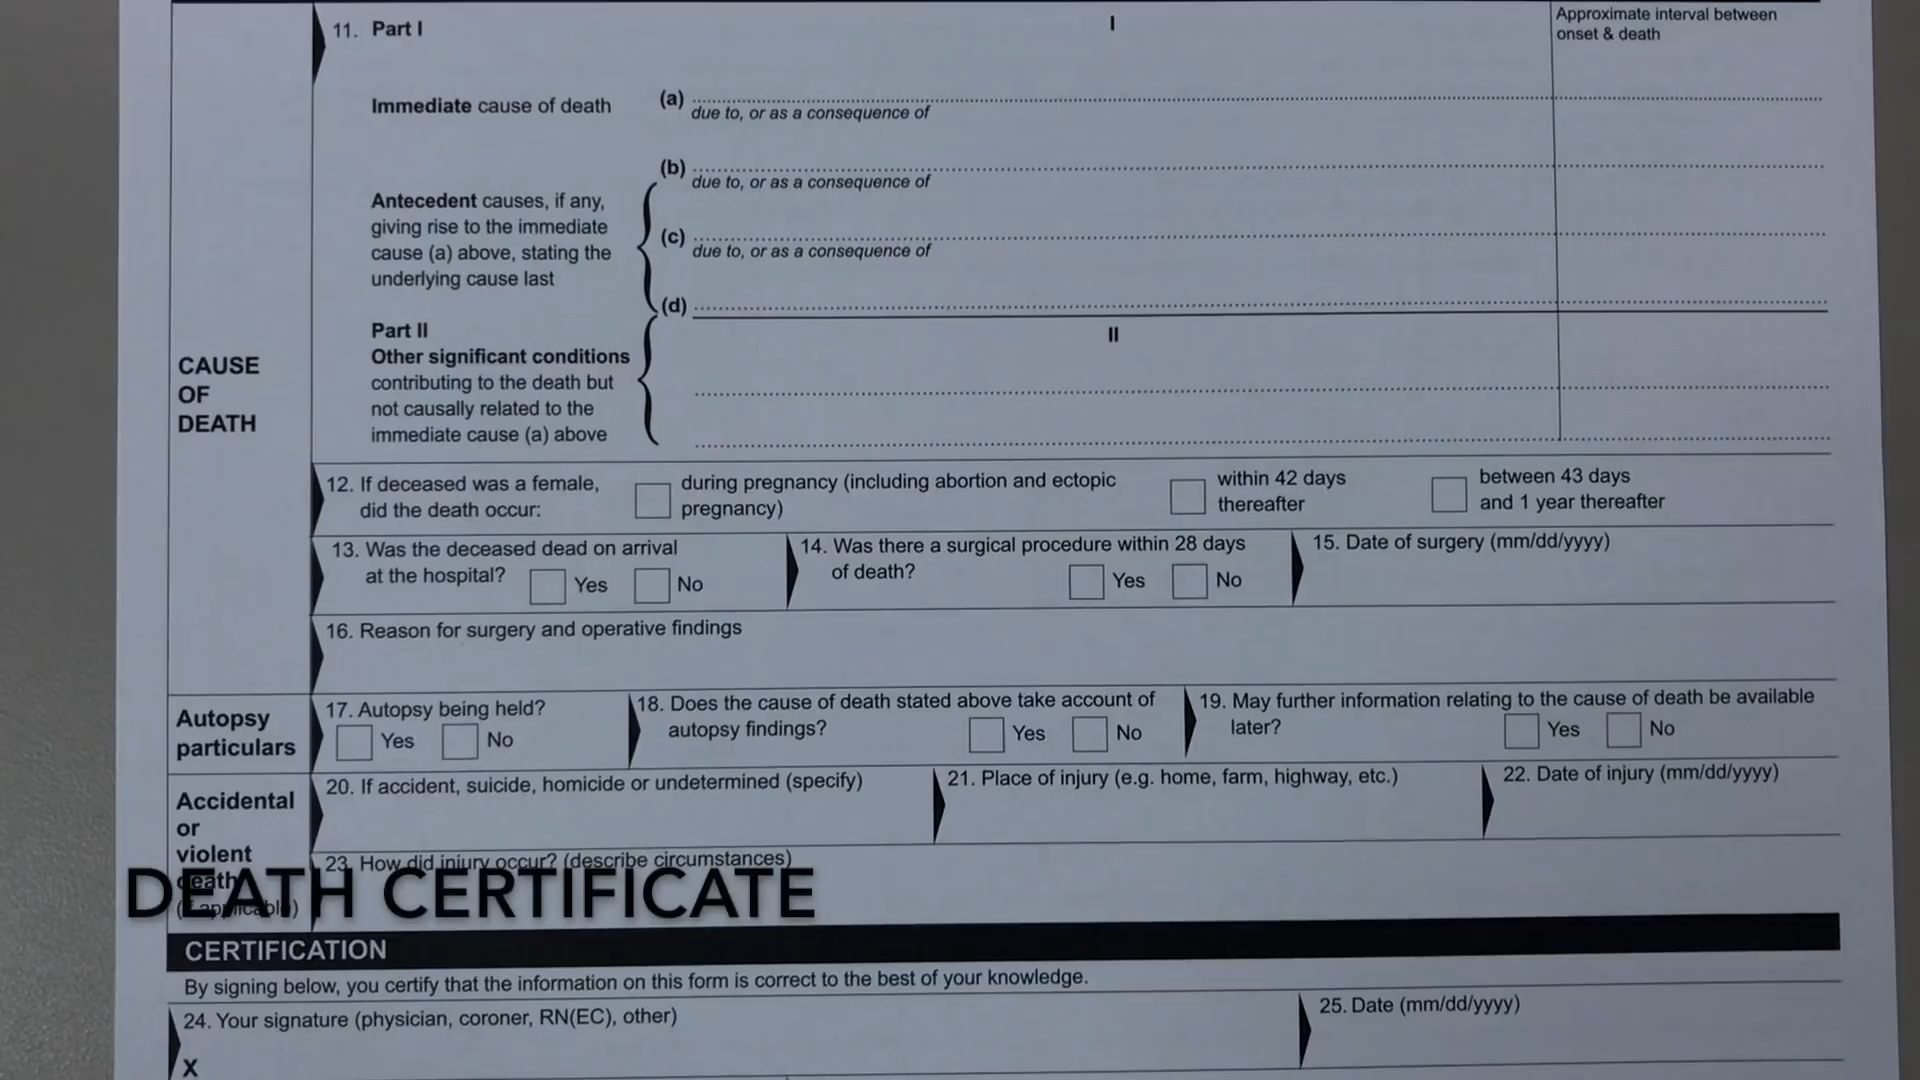 11. Part I
I
Approximate interval between
onset & death
Immediate cause of death
(a)
due to, or as a consequence of
(b)
due to, or as a consequence of
Antecedent causes, if any,
giving rise to the immediate
cause (a) above, stating the
underlying cause last
(c)
due to, or as a consequence of
(d)
Part II
Other significant conditions
contributing to the death but
not causally related to the
immediate cause (a) above
II
CAUSE
OF
DEATH
12. If deceased was a female,
did the death occur:
during pregnancy (including abortion and ectopic
pregnancy)
within 42 days
thereafter
between 43 days
and 1 year thereafter
13. Was the deceased dead on arrival
at the hospital? Yes No
14. Was there a surgical procedure within 28 days
of death? Yes No
15. Date of surgery (mm/dd/yyyy)
16. Reason for surgery and operative findings
Autopsy
particulars
17. Autopsy being held?
Yes No
18. Does the cause of death stated above take account of
autopsy findings? Yes No
19. May further information relating to the cause of death be available
later? Yes No
Accidental
or
violent
death
(if applicable)
20. If accident, suicide, homicide or undetermined (specify)
21. Place of injury (e.g. home, farm, highway, etc.)
22. Date of injury (mm/dd/yyyy)
23. How did injury occur? (describe circumstances)
DEATH CERTIFICATE
CERTIFICATION
By signing below, you certify that the information on this form is correct to the best of your knowledge.
24. Your signature (physician, coroner, RN(EC), other)
X
25. Date (mm/dd/yyyy)